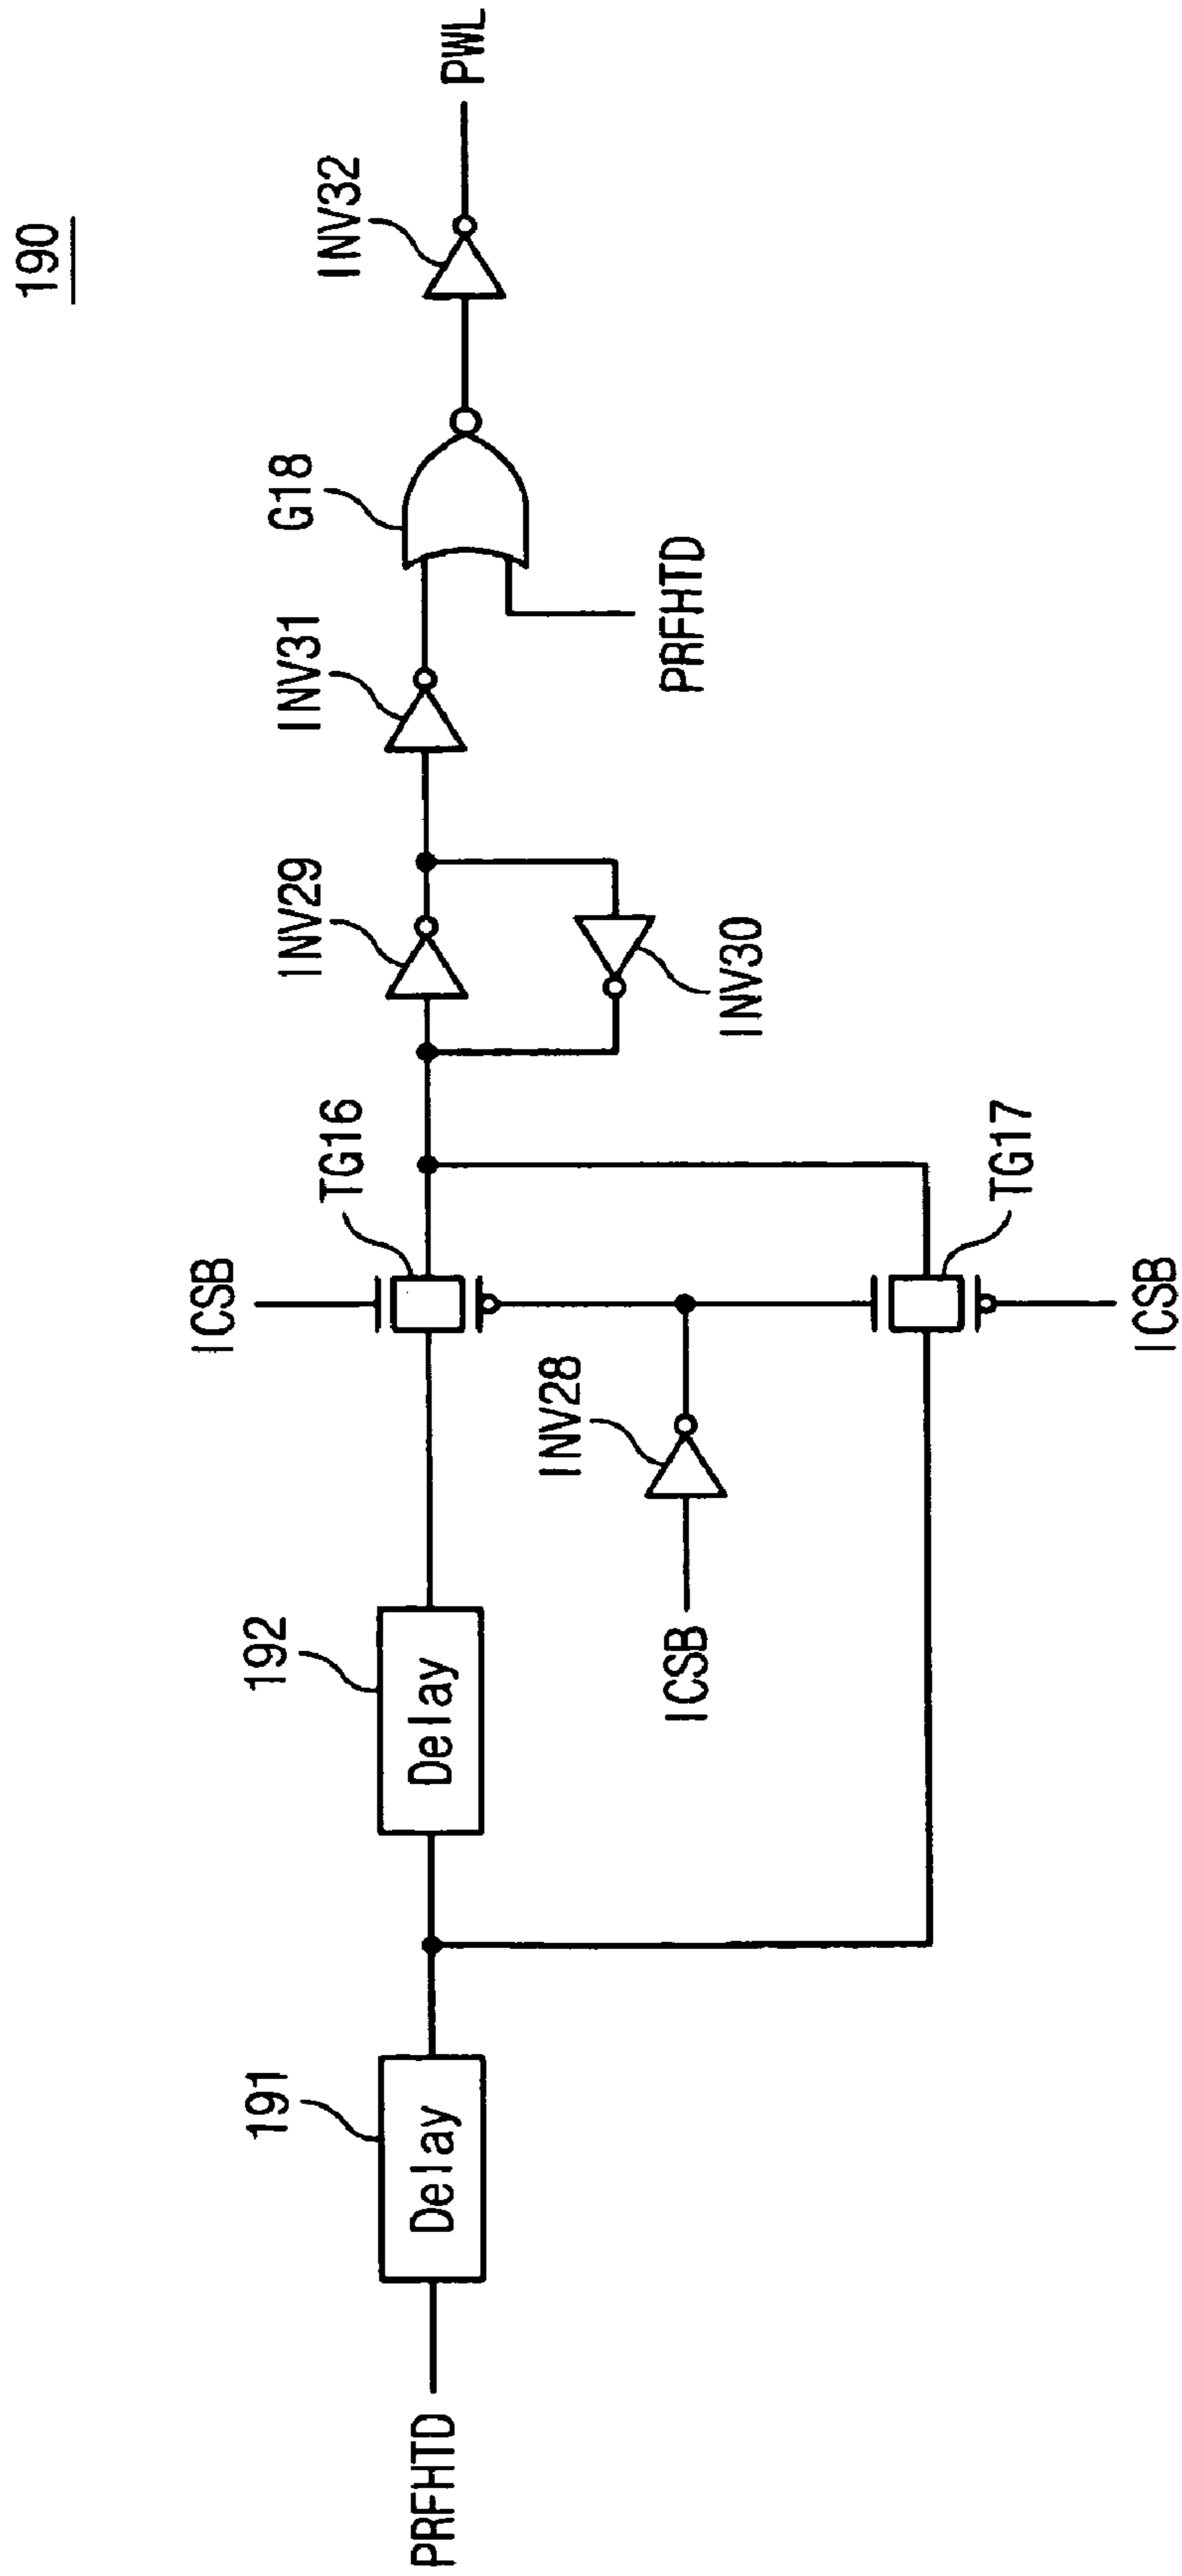 190
PRFHTD
191
Delay
192
Delay
ICSB
INV28
ICSB
TG16
TG17
ICSB
INV29
INV30
INV31
PRFHTD
G18
INV32
PWL